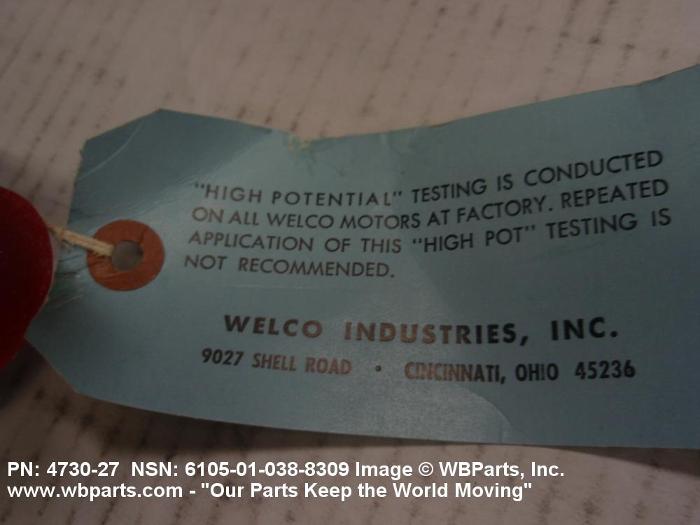 "HIGH POTENTIAL" TESTING IS CONDUCTED
ON ALL WELCO MOTORS AT FACTORY. REPEATED
APPLICATION OF THIS "HIGH POT" TESTING IS
NOT RECOMMENDED.
WELCO INDUSTRIES, INC.
9027 SHELL ROAD • CINCINNATI, OHIO 45236
PN: 4730-27 NSN: 6105-01-038-8309 Image © WBParts, Inc.
www.wbparts.com - "Our Parts Keep the World Moving"